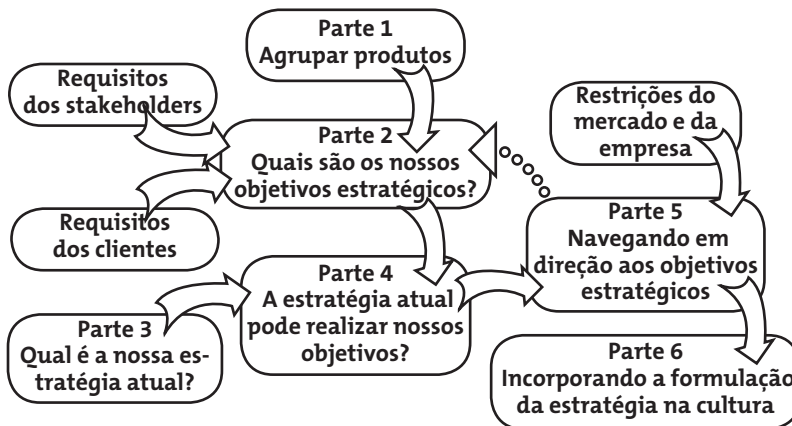 Parte 1
Agrupar produtos
Requisitos
dos stakeholders
Restrições do
mercado e da
empresa
Parte 2
Quais são os nossos
objetivos estratégicos?
Requisitos
dos clientes
Parte 5
Navegando em
direção aos objetivos
estratégicos
Parte 4
A estratégia atual
pode realizar nossos
objetivos?
Parte 3
Qual é a nossa es-
tratégia atual?
Parte 6
Incorporando a formulação
da estratégia na cultura